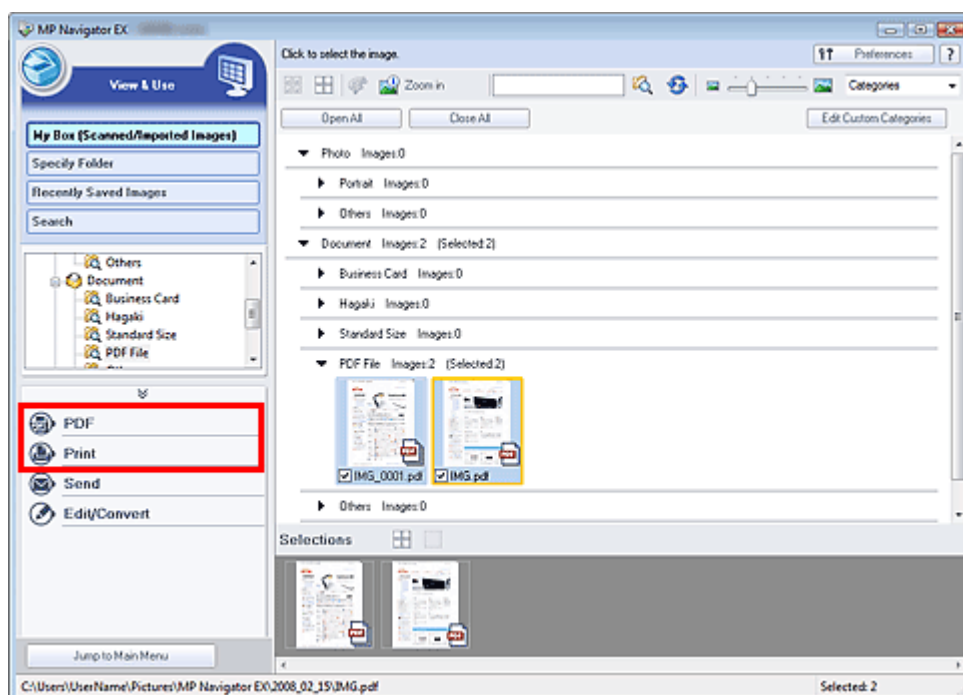 MP Navigator EX
View & Use
My Box (Scanned/Imported Images)
Specify Folder
Recently Saved Images
Search
Others
Document
Business Card
Hagaki
Standard Size
PDF File
PDF
Print
Send
Edit/Convert
Jump to Main Menu
Click to select the image.
Preferences
?
Zoom in
Categories
Open All
Close All
Edit Custom Categories
Photo Images:0
Portrait Images:0
Others Images:0
Document Images:2 (Selected:2)
Business Card Images:0
Hagaki Images:0
Standard Size Images:0
PDF File Images:2 (Selected:2)
PDF
PDF
IMG_0001.pdf
IMG.pdf
Others Images:0
Selections
PDF
PDF
C:\Users\UserName\Pictures\MP Navigator EX\2008_02_15\IMG.pdf
Selected: 2